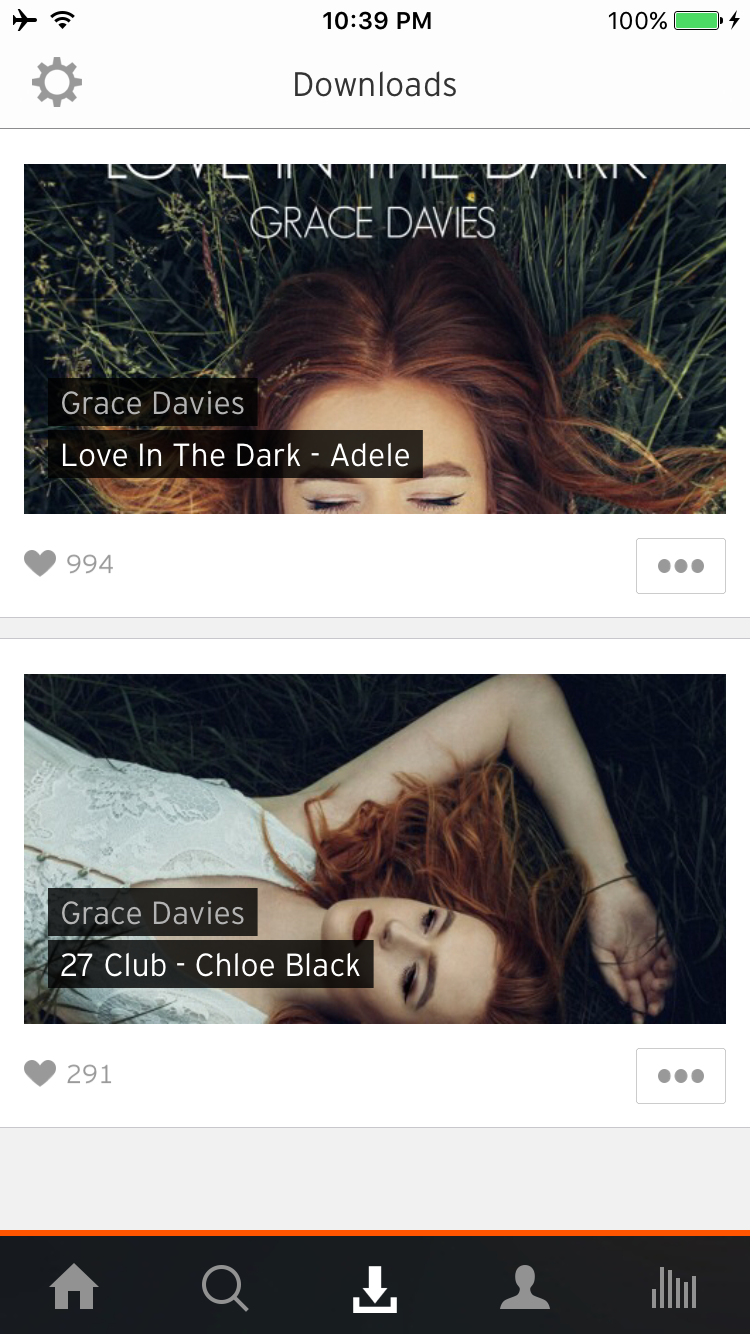 10:39 PM
100%
Downloads
LOVE IN THE DARK
GRACE DAVIES
Grace Davies
Love In The Dark - Adele
994
Grace Davies
27 Club - Chloe Black
291